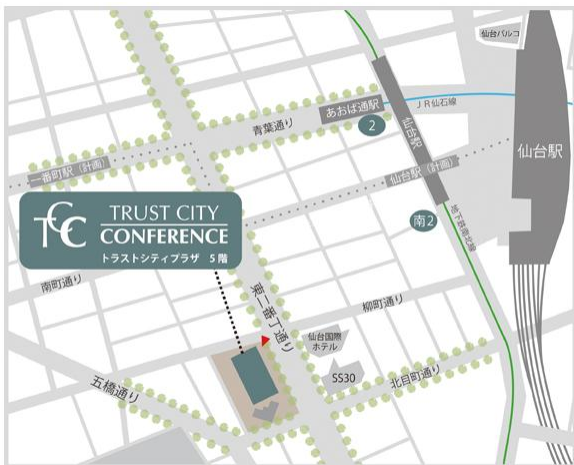 仙台パルコ
あおば通駅
JR仙石線
2
青葉通り
仙台駅
仙台駅
一番町駅（計画）
仙台駅（計画）
TCC
TRUST CITY
CONFERENCE
トラストシティプラザ 5階
南2
地下鉄南北線
南町通り
東二番丁通り
柳町通り
仙台国際
ホテル
SS30
北目町通り
五橋通り